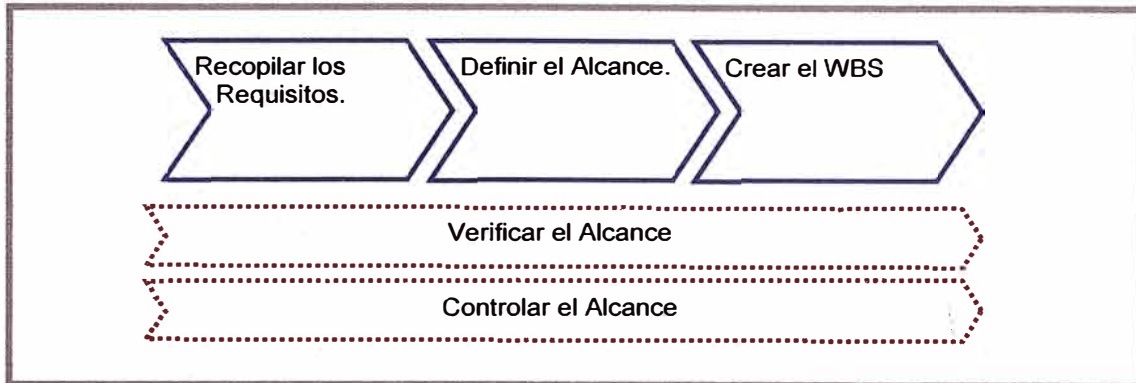 Recopilar los
Requisitos.
Definir el Alcance.
Crear el WBS
Verificar el Alcance
Controlar el Alcance